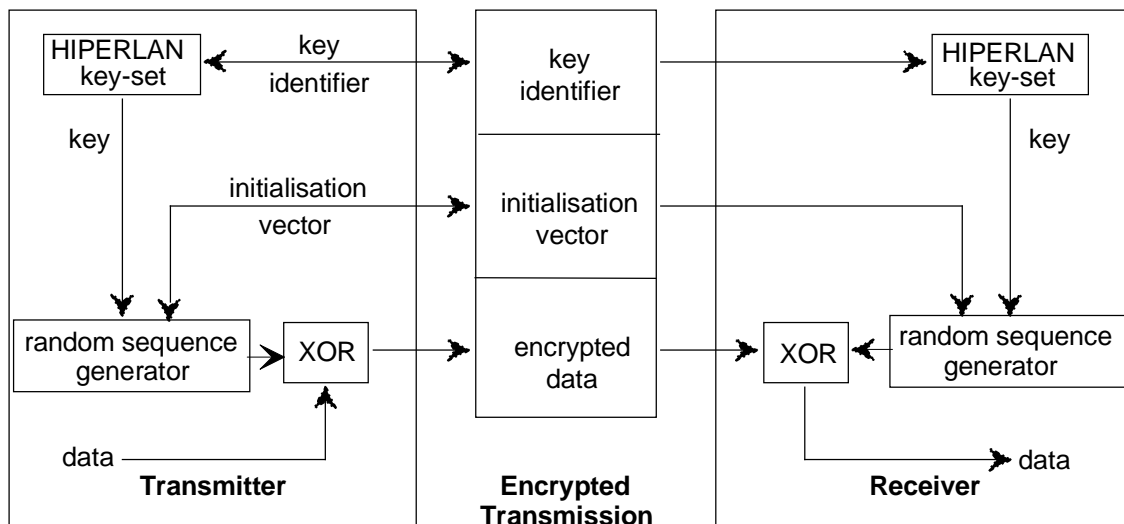 HIPERLAN
key-set
key
identifier
key
identifier
HIPERLAN
key-set
key
key
initialisation
vector
initialisation
vector
random sequence
generator
XOR
encrypted
data
XOR
random sequence
generator
data
data
Transmitter
Encrypted
Transmission
Receiver